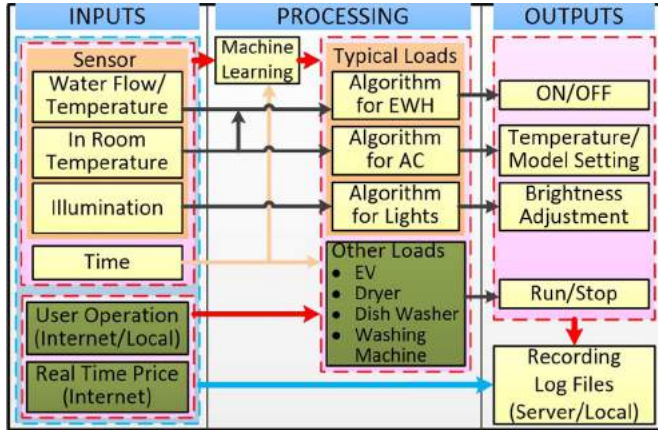 INPUTS
PROCESSING
OUTPUTS
Sensor
Water Flow/
Temperature
In Room
Temperature
Illumination
Time
User Operation
(Internet/Local)
Real Time Price
(Internet)
Machine
Learning
Typical Loads
Algorithm
for EWH
Algorithm
for AC
Algorithm
for Lights
Other Loads
● EV
● Dryer
● Dish Washer
● Washing
Machine
ON/OFF
Temperature/
Model Setting
Brightness
Adjustment
Run/Stop
Recording
Log Files
(Server/Local)